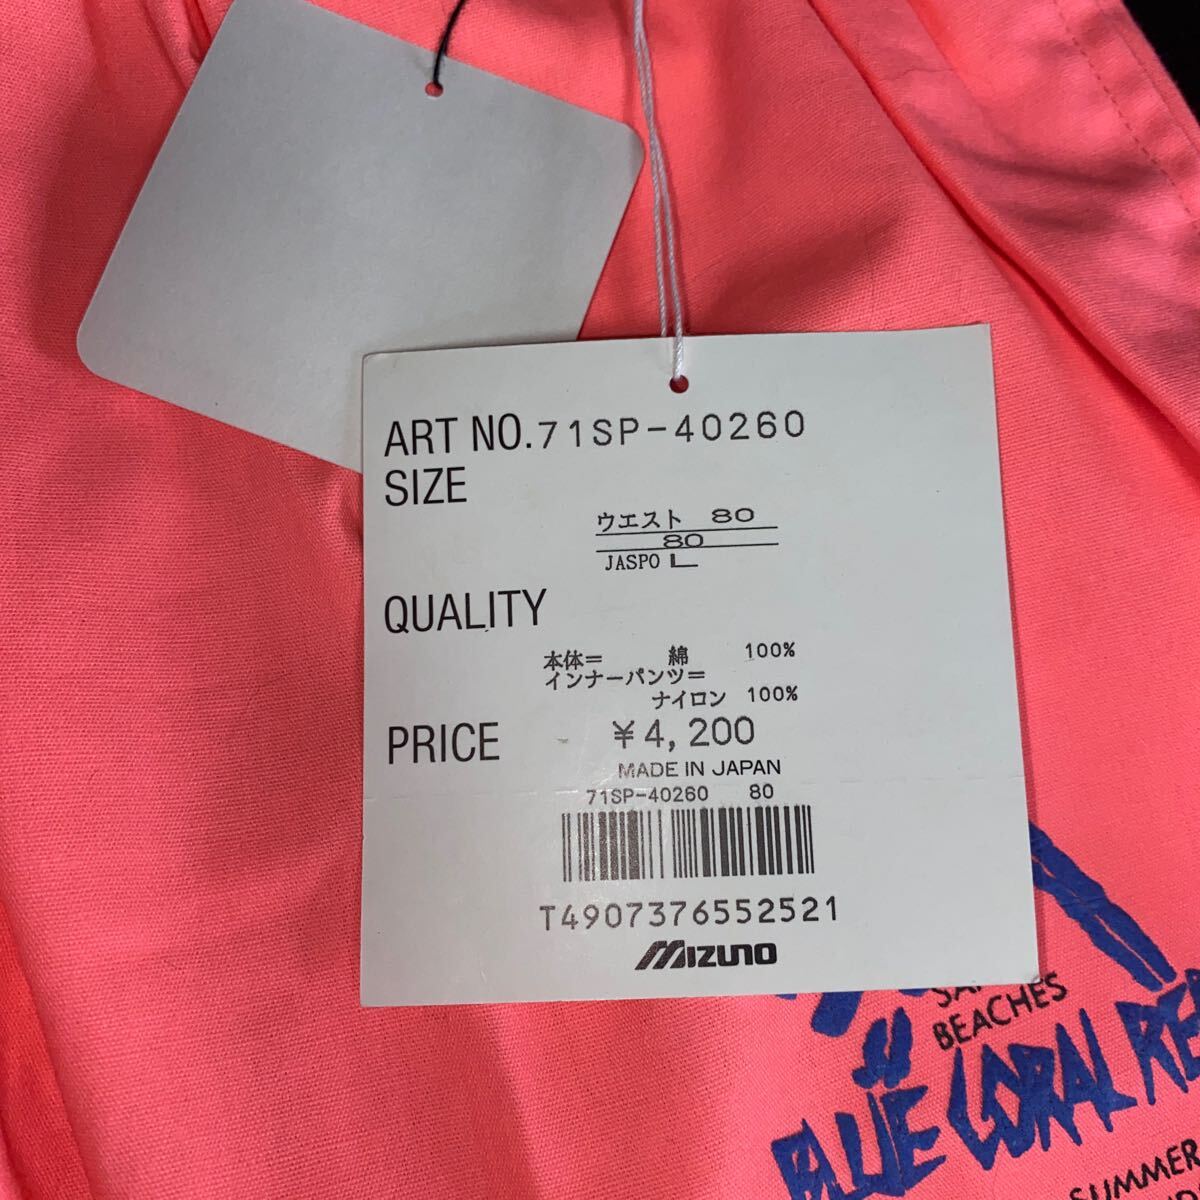 ART NO.71SP-40260
SIZE
ウエスト 80
80
JASPO L
QUALITY
本体= 綿 100%
インナーパンツ=
ナイロン 100%
PRICE ¥4,200
MADE IN JAPAN
71SP-40260 80
T4907376552521
MIZUNO
BEACHES
BLUE CORAL
SUMMER